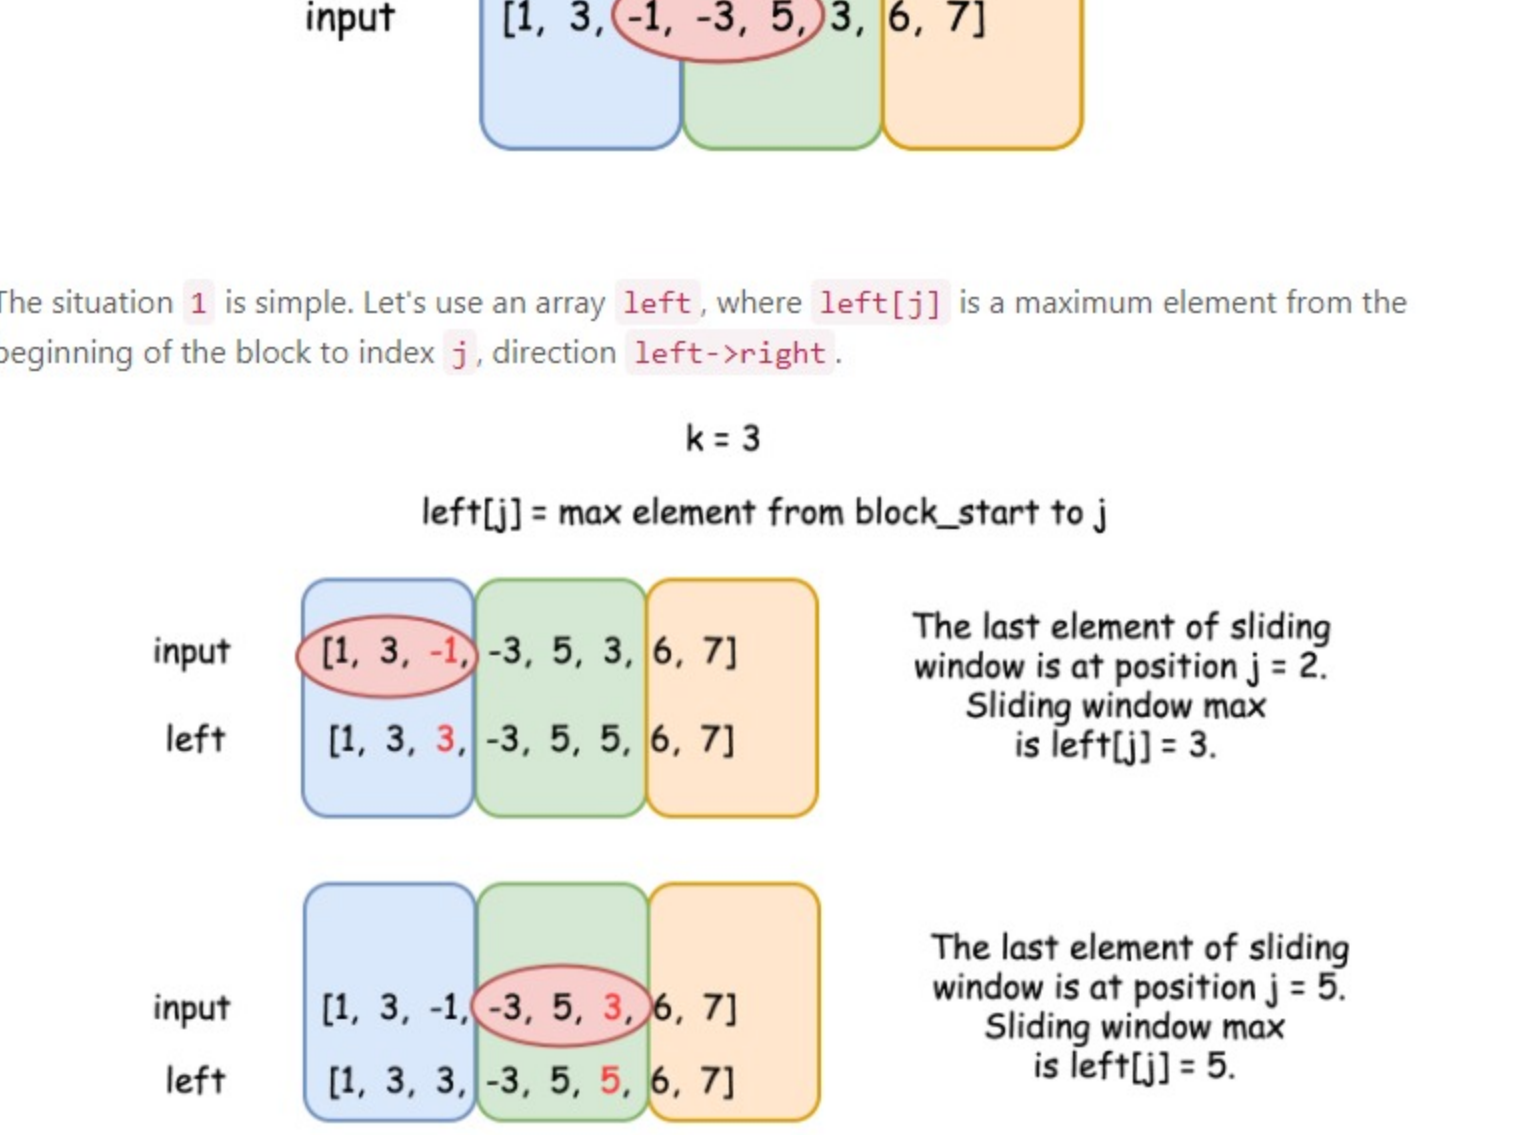 input [1, 3, -1, -3, 5, 3, 6, 7]
The situation 1 is simple. Let's use an array left, where left[j] is a maximum element from the
beginning of the block to index j, direction left->right.
k = 3
left[j] = max element from block_start to j
input [1, 3, -1, -3, 5, 3, 6, 7]
left [1, 3, 3, -3, 5, 5, 6, 7]
The last element of sliding
window is at position j = 2.
Sliding window max
is left[j] = 3.
input [1, 3, -1, -3, 5, 3, 6, 7]
left [1, 3, 3, -3, 5, 5, 6, 7]
The last element of sliding
window is at position j = 5.
Sliding window max
is left[j] = 5.